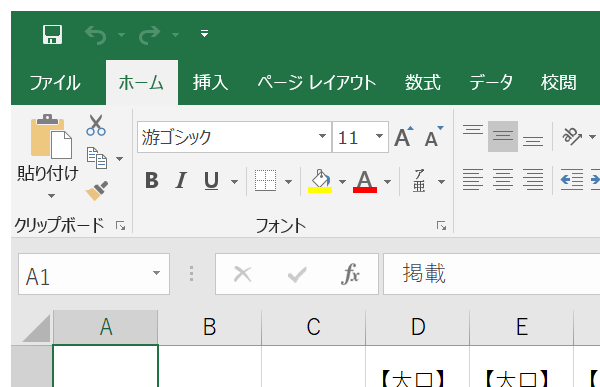 ファイル ホーム 挿入 ページ レイアウト 数式 データ 校閲
游ゴシック 11 A A
貼り付け
B I U A ア亜
クリップボード フォント
A1 fx 掲載
A B C D E
【大口】 【大口】